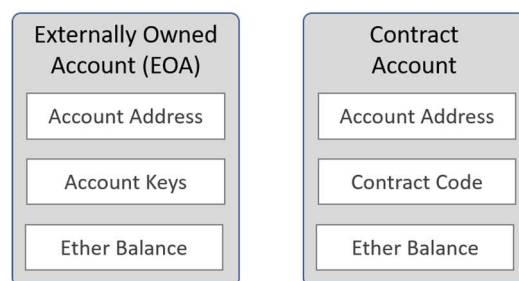 Externally Owned
Account (EOA)
Account Address
Account Keys
Ether Balance
Contract
Account
Account Address
Contract Code
Ether Balance